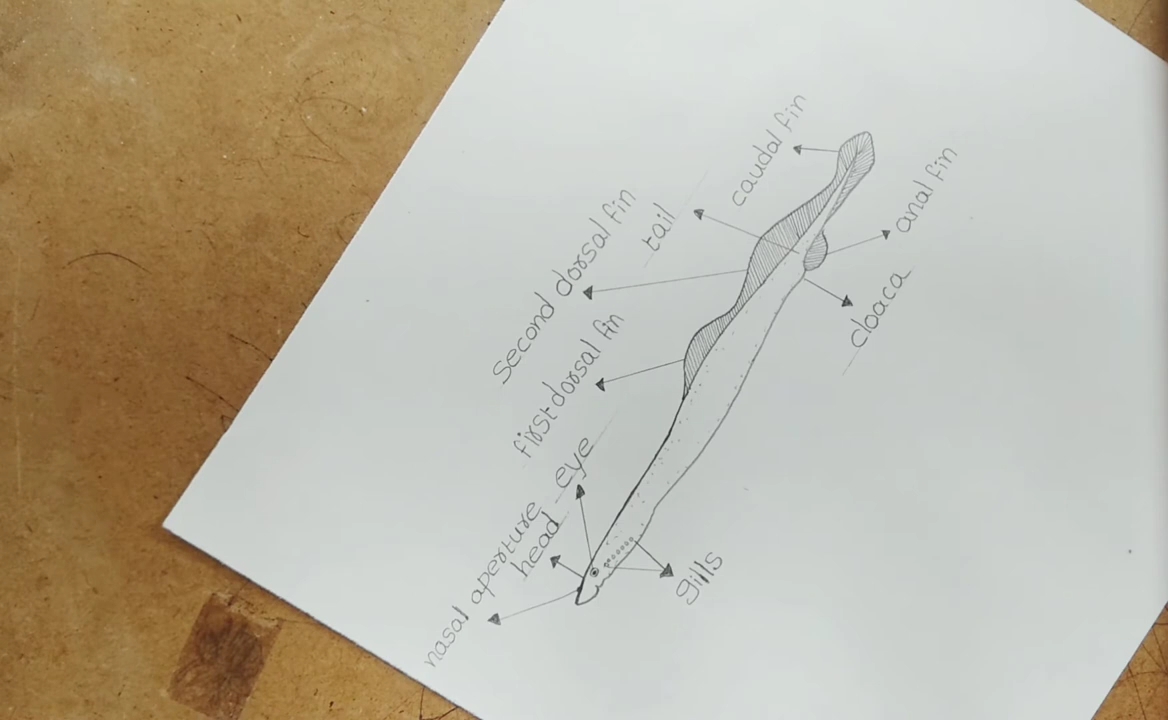 caudal fin
tail
second dorsal fin
first dorsal fin
eye
head
nasal aperture
anal fin
cloaca
gills